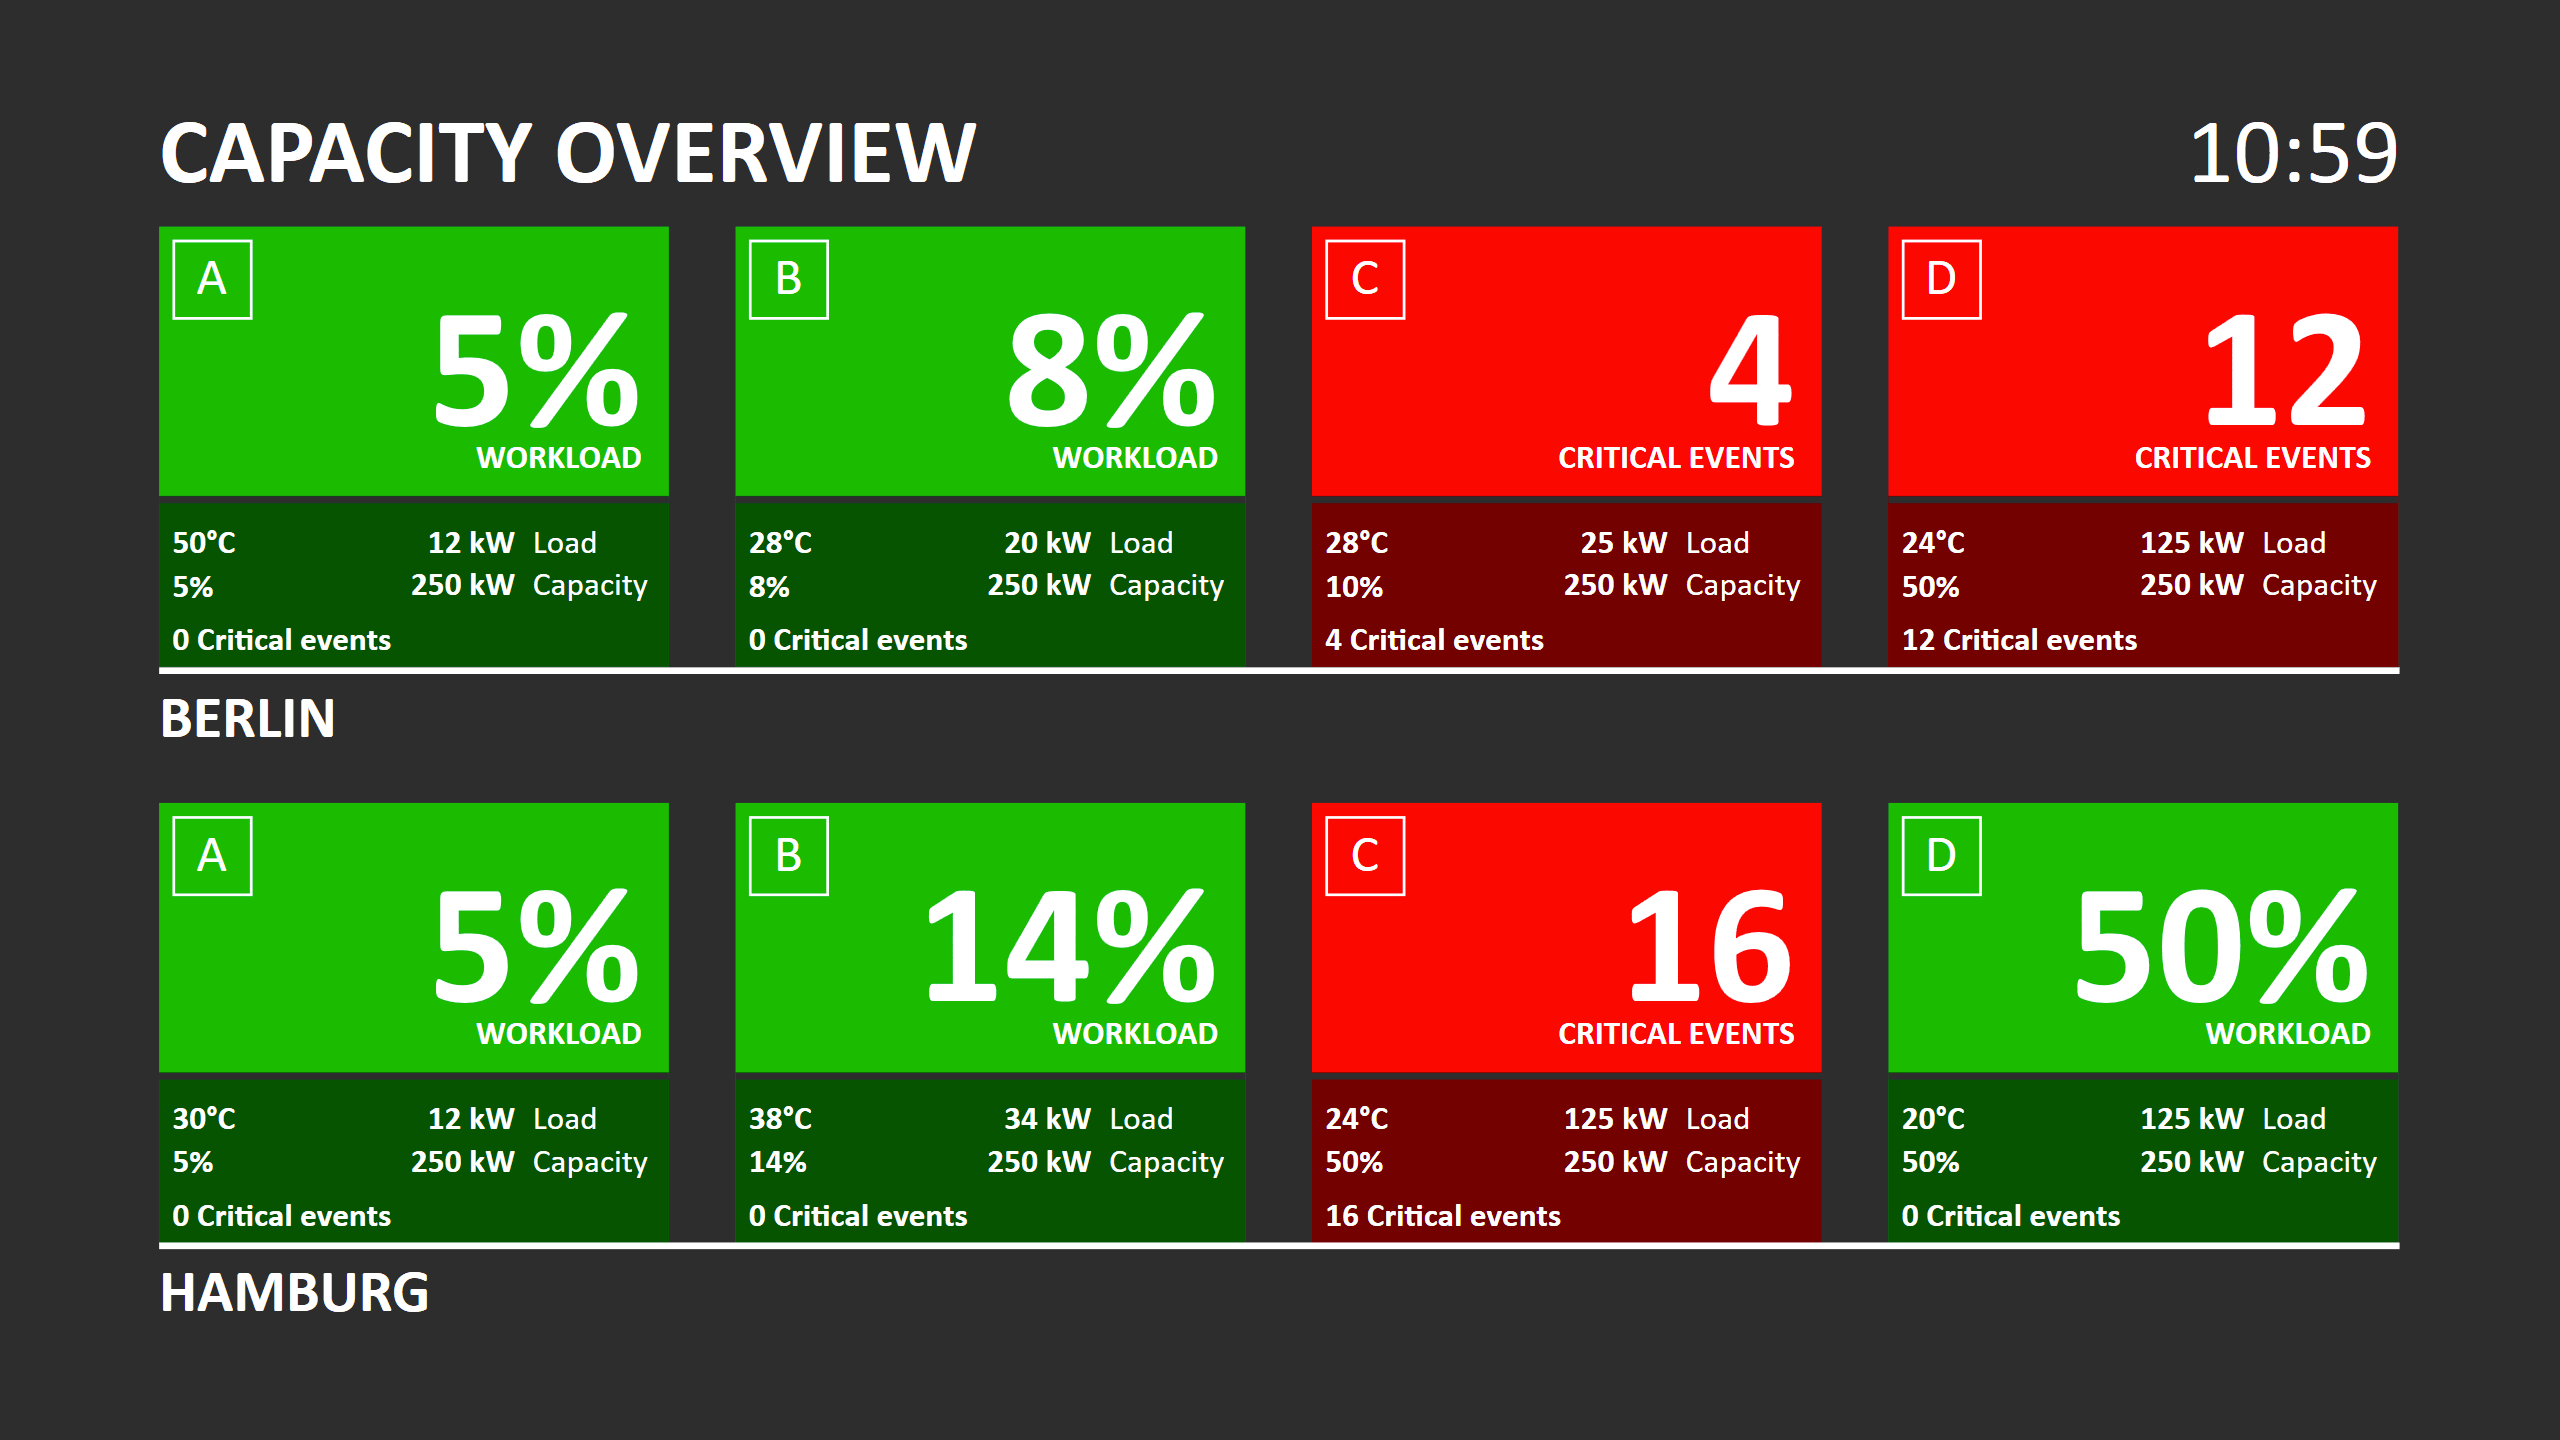 CAPACITY OVERVIEW
10:59
A
5%
WORKLOAD
50°C
12 kW Load
5%
250 kW Capacity
0 Critical events
B
8%
WORKLOAD
28°C
20 kW Load
8%
250 kW Capacity
0 Critical events
C
4
CRITICAL EVENTS
28°C
25 kW Load
10%
250 kW Capacity
4 Critical events
D
12
CRITICAL EVENTS
24°C
125 kW Load
50%
250 kW Capacity
12 Critical events
BERLIN
A
5%
WORKLOAD
30°C
12 kW Load
5%
250 kW Capacity
0 Critical events
B
14%
WORKLOAD
38°C
34 kW Load
14%
250 kW Capacity
0 Critical events
C
16
CRITICAL EVENTS
24°C
125 kW Load
50%
250 kW Capacity
16 Critical events
D
50%
WORKLOAD
20°C
125 kW Load
50%
250 kW Capacity
0 Critical events
HAMBURG